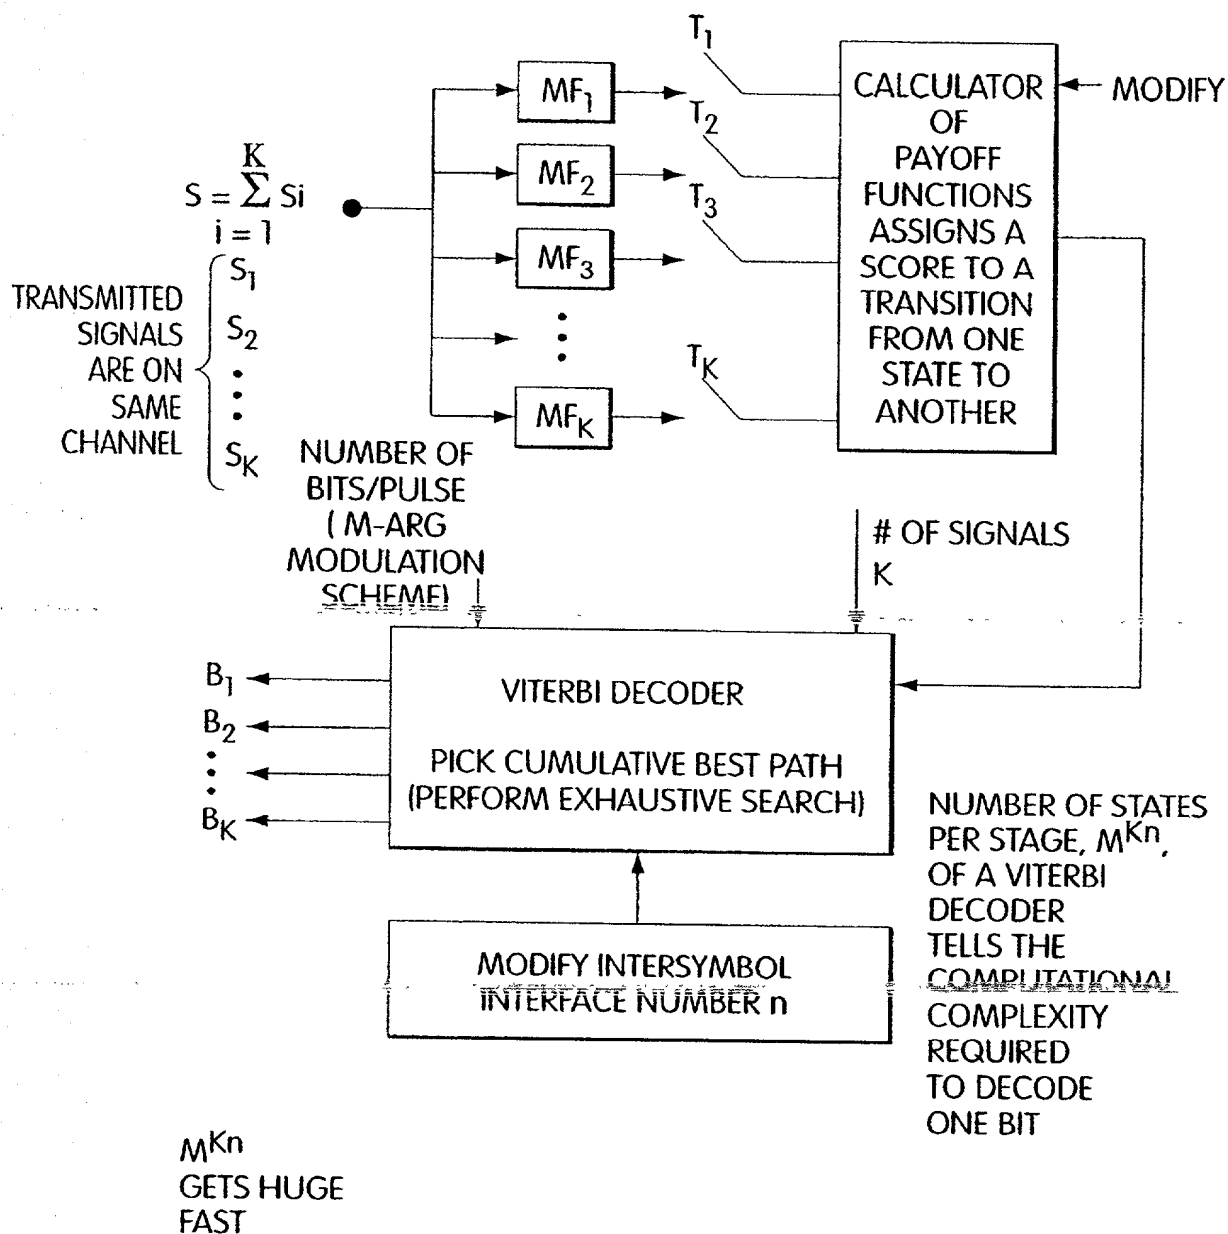 K
S = Σ Si
i = 1
TRANSMITTED
SIGNALS
ARE ON
SAME
CHANNEL
S1
S2
SK
MF1
MF2
MF3
MFK
T1
T2
T3
TK
CALCULATOR
OF
PAYOFF
FUNCTIONS
ASSIGNS A
SCORE TO A
TRANSITION
FROM ONE
STATE TO
ANOTHER
MODIFY
NUMBER OF
BITS/PULSE
( M-ARG
MODULATION
SCHEME)
# OF SIGNALS
K
B1
B2
BK
VITERBI DECODER
PICK CUMULATIVE BEST PATH
(PERFORM EXHAUSTIVE SEARCH)
MODIFY INTERSYMBOL
INTERFACE NUMBER n
NUMBER OF STATES
PER STAGE, M^Kn,
OF A VITERBI
DECODER
TELLS THE
COMPUTATIONAL
COMPLEXITY
REQUIRED
TO DECODE
ONE BIT
M^Kn
GETS HUGE
FAST